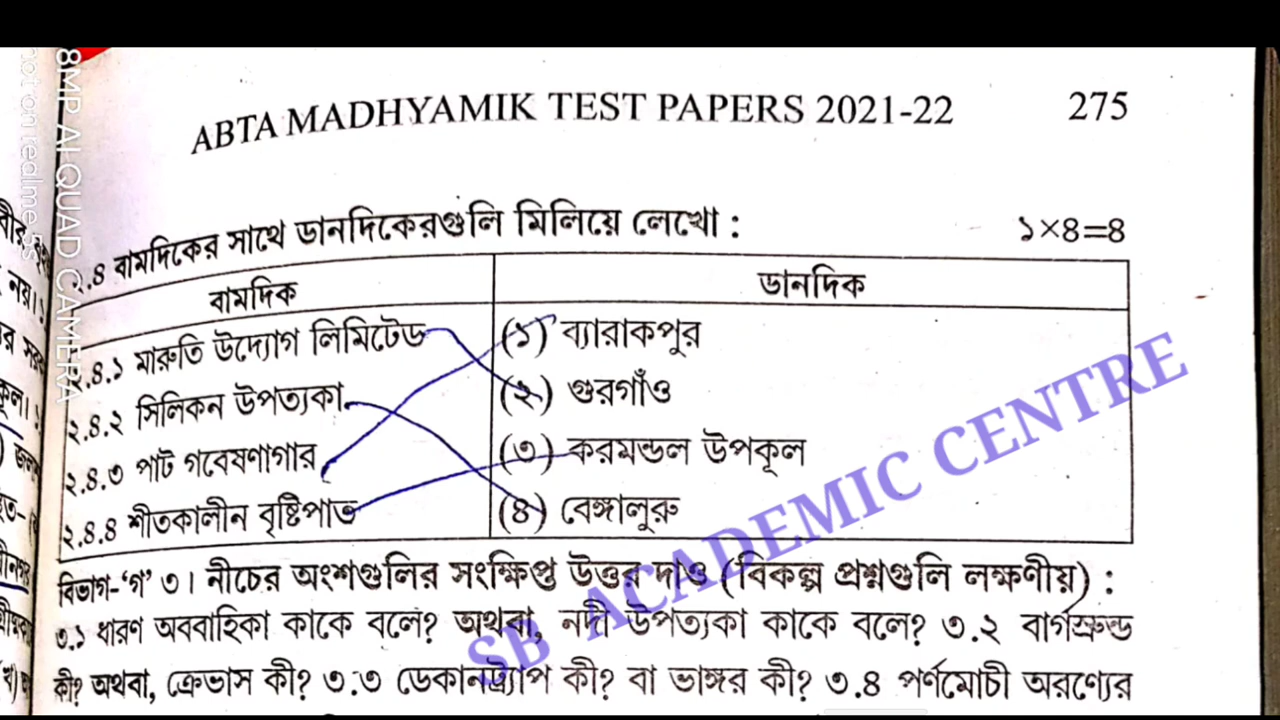 8MP AI QUAD CAMERA
ot on realme 5s
ABTA MADHYAMIK TEST PAPERS 2021-22 275
২.৪ বামদিকের সাথে ডানদিকেরগুলি মিলিয়ে লেখো : ১×৪=৪
বামদিক ডানদিক
২.৪.১ মারুতি উদ্যোগ লিমিটেড (১) ব্যারাকপুর
২.৪.২ সিলিকন উপত্যকা (২) গুরগাঁও
২.৪.৩ পাট গবেষণাগার (৩) করমন্ডল উপকূল
২.৪.৪ শীতকালীন বৃষ্টিপাত (৪) বেঙ্গালুরু
বিভাগ-‘গ’ ৩। নীচের অংশগুলির সংক্ষিপ্ত উত্তর দাও (বিকল্প প্রশ্নগুলি লক্ষণীয়) :
৩.১ ধারণ অববাহিকা কাকে বলে? অথবা, নদী উপত্যকা কাকে বলে? ৩.২ বার্গস্রুন্ড
কী? অথবা, ক্রেভাস কী? ৩.৩ ডেকানট্র্যাপ কী? বা ভাঙ্গর কী? ৩.৪ পর্ণমোচী অরণ্যের
SB ACADEMIC CENTRE